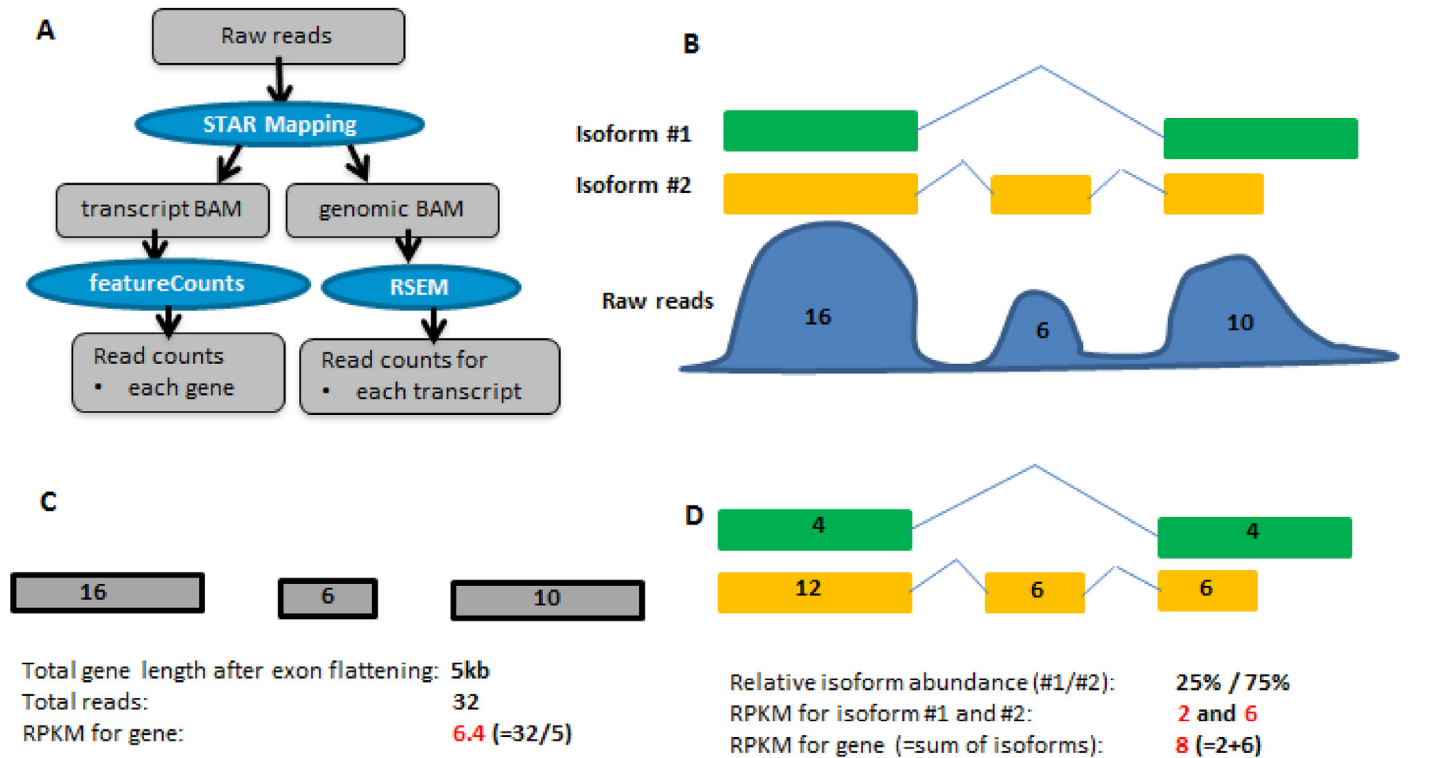 A
Raw reads
STAR Mapping
transcript BAM
genomic BAM
featureCounts
RSEM
Read counts
• each gene
Read counts for
• each transcript
B
Isoform #1
Isoform #2
Raw reads
16
6
10
C
16
6
10
Total gene length after exon flattening: 5kb
Total reads: 32
RPKM for gene: 6.4 (=32/5)
D
4
4
12
6
6
Relative isoform abundance (#1/#2): 25% / 75%
RPKM for isoform #1 and #2: 2 and 6
RPKM for gene (=sum of isoforms): 8 (=2+6)